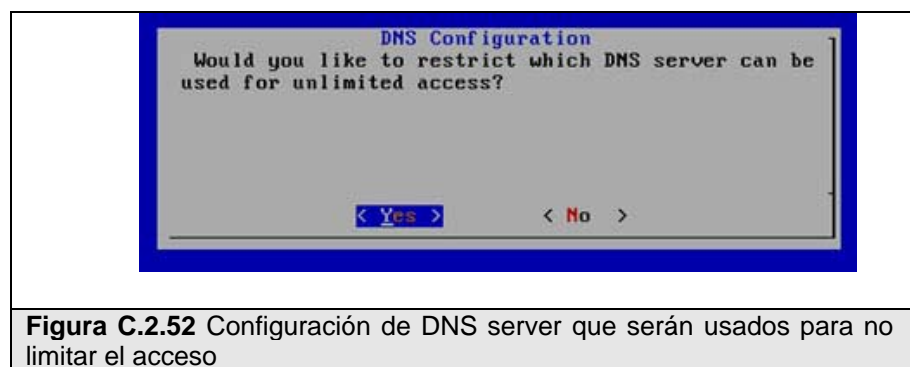 DNS Configuration
Would you like to restrict which DNS server can be
used for unlimited access?
< Yes >   < No >
Figura C.2.52 Configuración de DNS server que serán usados para no
limitar el acceso